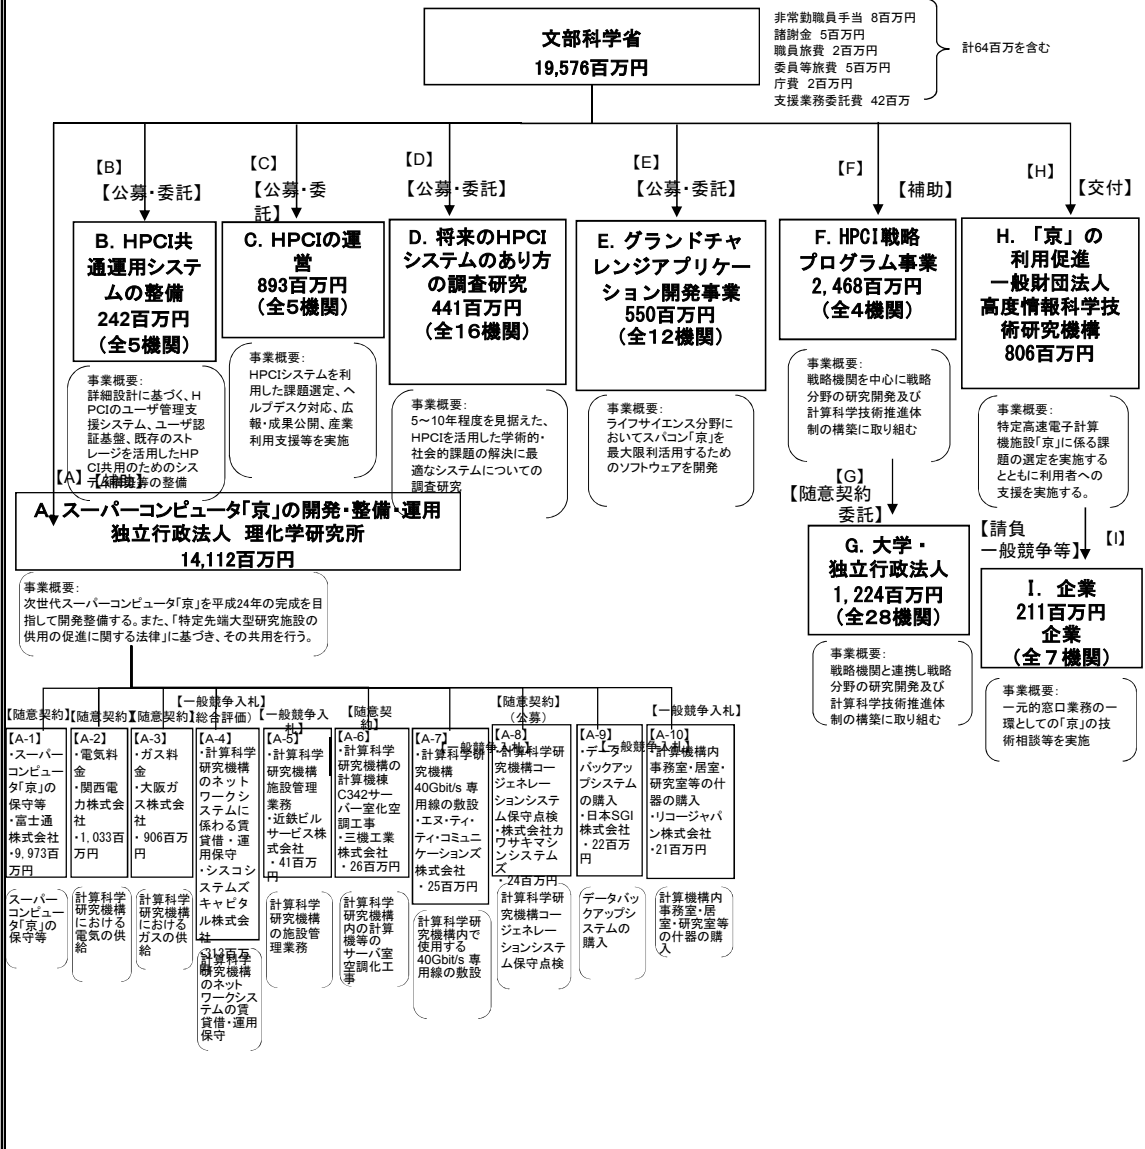 文部科学省
19,576百万円
非常勤職員手当 8百万円
諸謝金 5百万円
職員旅費 2百万円
委員等旅費 5百万円
庁費 2百万円
支援業務委託費 42百万
計64百万を含む
【B】
【公募・委託】
B. HPCI共
通運用システ
ムの整備
242百万円
(全5機関)
事業概要:
詳細設計に基づく、H
PCIのユーザ管理支
援システム、ユーザ認
証基盤、既存のスト
レージを活用したHP
CI共用のためのシス
等の整備
【C】
【公募・委
託】
C. HPCIの運
営
893百万円
(全5機関)
事業概要:
HPCIシステムを利
用した課題選定、ヘ
ルプデスク対応、広
報・成果公開、産業
利用支援等を実施
【D】
【公募・委託】
D. 将来のHPCI
システムのあり方
の調査研究
441百万円
(全16機関)
事業概要:
5~10年程度を見据えた、
HPCIを活用した学術的・
社会的課題の解決に最
適なシステムについての
調査研究
【E】
【公募・委託】
E. グランドチャ
レンジアプリケー
ション開発事業
550百万円
(全12機関)
事業概要:
ライフサイエンス分野に
おいてスパコン「京」を
最大限利活用するため
のソフトウェアを開発
【F】
【補助】
F. HPCI戦略
プログラム事業
2,468百万円
(全4機関)
事業概要:
戦略機関を中心に戦略
分野の研究開発及び
計算科学技術推進体
制の構築に取り組む
【G】
【随意契約
委託】
G. 大学・
独立行政法人
1,224百万円
(全28機関)
事業概要:
戦略機関と連携し戦略
分野の研究開発及び
計算科学技術推進体
制の構築に取り組む
【H】
【交付】
H. 「京」の
利用促進
一般財団法人
高度情報科学技
術研究機構
806百万円
事業概要:
特定高速電子計算
機施設「京」に係る課
題の選定を実施する
とともに利用者への
支援を実施する。
【請負
一般競争等】
【I】
I. 企業
211百万円
企業
(全7機関)
事業概要:
一元的窓口業務の一
環としての「京」の技
術相談等を実施
【A】【補助】
A. スーパーコンピュータ「京」の開発・整備・運用
独立行政法人 理化学研究所
14,112百万円
事業概要:
次世代スーパーコンピュータ「京」を平成24年の完成を目
指して開発整備する。また、「特定先端大型研究施設の
供用の促進に関する法律」に基づき、その共用を行う。
【随意契約】
【A-1】
・スーパー
コンピュー
タ「京」の
保守等
・富士通
株式会社
・9,973百
万円
スーパー
コンピュー
タ「京」の
保守等
【随意契約】
【A-2】
・電気料
金
・関西電
力株式会
社
・1,033百
万円
計算科学
研究機構
における
電気の供
給
【随意契約】
【A-3】
・ガス料
金
・大阪ガ
ス株式会
社
・906百万
円
計算科学
研究機構
における
ガスの供
給
【一般競争入札】
総合評価)
【A-4】
・計算科学
研究機構
のネット
ワークシ
ステムに
係わる賃
貸借・運
用保守
・シスコシ
ステムズ
キャピタ
ル株式会
社
・313百万
計算科学
研究機構
のネット
ワークシス
テムの賃
貸借・運用
保守
【一般競争入
札】
【A-5】
・計算科学
研究機構
施設管理
業務
・近鉄ビル
サービス株
式会社
・41百万
円
計算科学
研究機構
の施設管
理業務
【随意契
約】
【A-6】
・計算科学
研究機構の
計算機棟
C342サー
バー室化空
調工事
・三機工業
株式会社
・26百万円
計算科学
研究機構
内の計算
機等の
サーバ室
空調化工
事
【一般競争入札】
【A-7】
・計算科学研
究機構
40Gbit/s 専
用線の敷設
・エヌ・ティ・
ティ・コミュニ
ケーションズ
株式会社
・25百万円
計算科学研
究機構内で
使用する
40Gbit/s 専
用線の敷設
【随意契約】
(公募)
【A-8】
・計算科学研
究機構コー
ジェネレー
ションシステ
ム保守点検
・株式会社カ
ワサキマシ
ンシステム
ズ
・24百万円
計算科学研
究機構コー
ジェネレー
ションシステ
ム保守点検
【一般競争入札】
【A-9】
・データ
バックアッ
プシステム
の購入
・日本SGI
株式会社
・22百万
円
データバッ
クアップシ
ステムの
購入
【一般競争入札】
【A-10】
・計算機構内
事務室・居室・
研究室等の什
器の購入
・リコージャパ
ン株式会社
・21百万円
計算機構内
事務室・居
室・研究室等
の什器の購
入